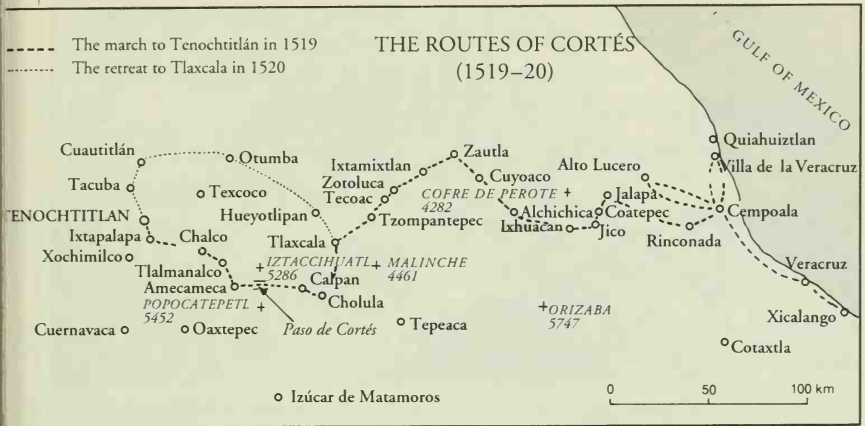 The march to Tenochtitlán in 1519
The retreat to Tlaxcala in 1520
THE ROUTES OF CORTÉS
(1519–20)
GULF OF MEXICO
Quiahuiztlan
Villa de la Veracruz
Cuautitlán
Otumba
Zautla
Ixtamixtlan
Cuyoaco
Alto Lucero
Tacuba
Texcoco
Zotoluca
Tecoac
COFRE DE PEROTE
4282
Jalapa
TENOCHTITLAN
Hueyotlipan
Tzompantepec
Alchichica
Coatepec
Cempoala
Ixtapalapa
Chalco
Tlaxcala
Ixhuacan
Jico
Rinconada
Xochimilco
Tlalmanalco
IZTACCIHUATL
5286
MALINCHE
4461
Veracruz
Amecameca
Calpan
Cholula
POPOCATEPETL
5452
ORIZABA
5747
Xicalango
Cuernavaca
Oaxtepec
Paso de Cortés
Tepeaca
Cotaxtla
Izúcar de Matamoros
0 50 100 km